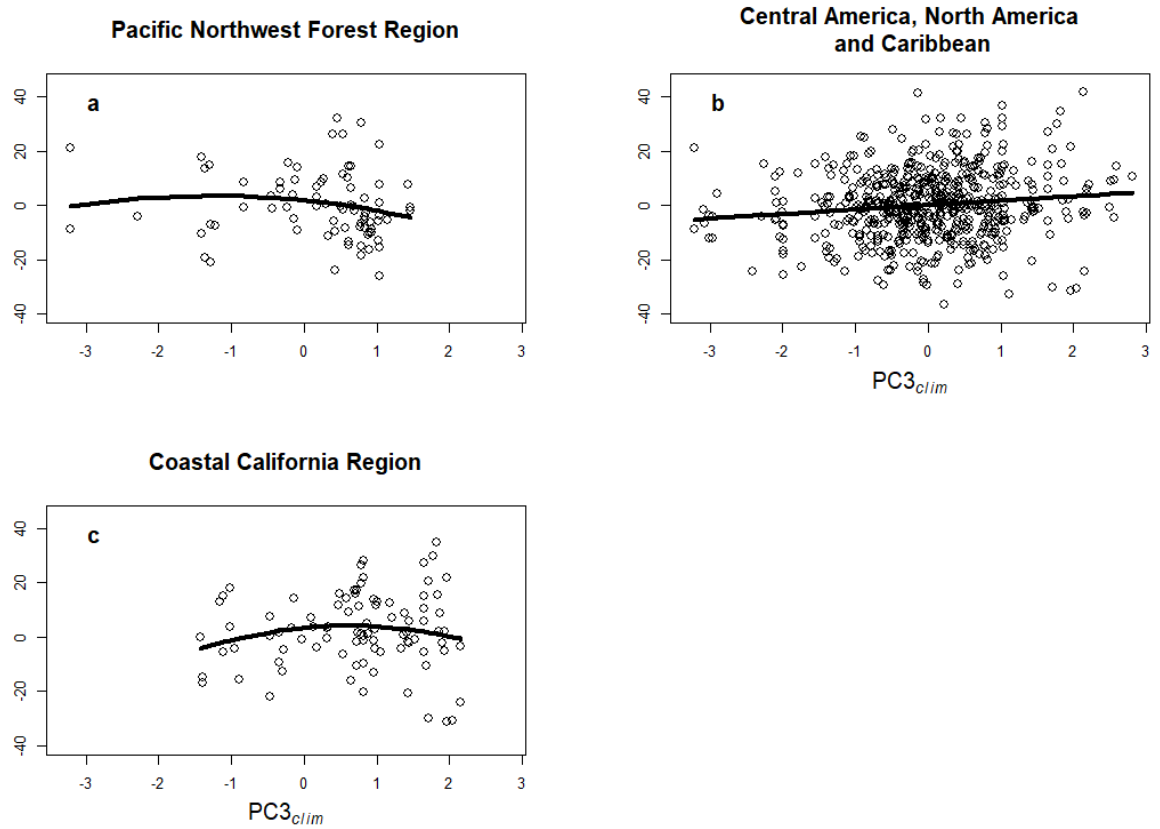 Pacific Northwest Forest Region
a
40
20
0
-20
-40
-3 -2 -1 0 1 2 3
Central America, North America
and Caribbean
b
40
20
0
-20
-40
-3 -2 -1 0 1 2 3
PC3clim
Coastal California Region
c
40
20
0
-20
-40
-3 -2 -1 0 1 2 3
PC3clim